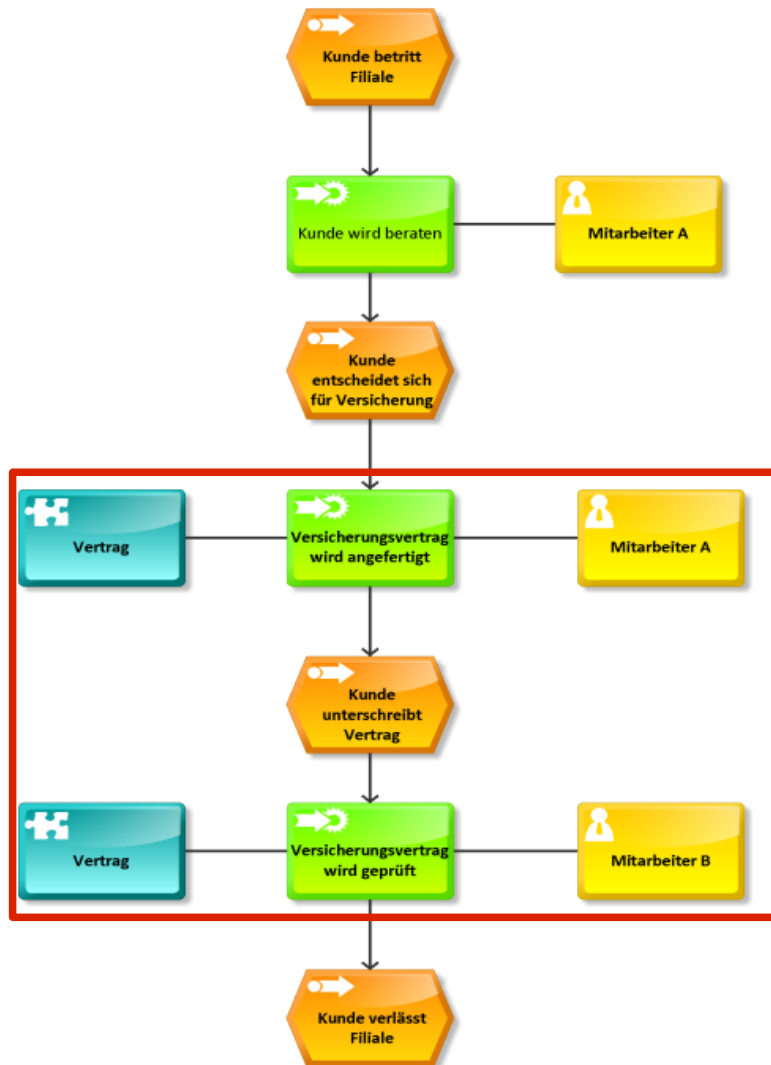 Kunde betritt
Filiale
Kunde wird beraten
Mitarbeiter A
Kunde
entscheidet sich
für Versicherung
Vertrag
Versicherungsvertrag
wird angefertigt
Mitarbeiter A
Kunde
unterschreibt
Vertrag
Vertrag
Versicherungsvertrag
wird geprüft
Mitarbeiter B
Kunde verlässt
Filiale